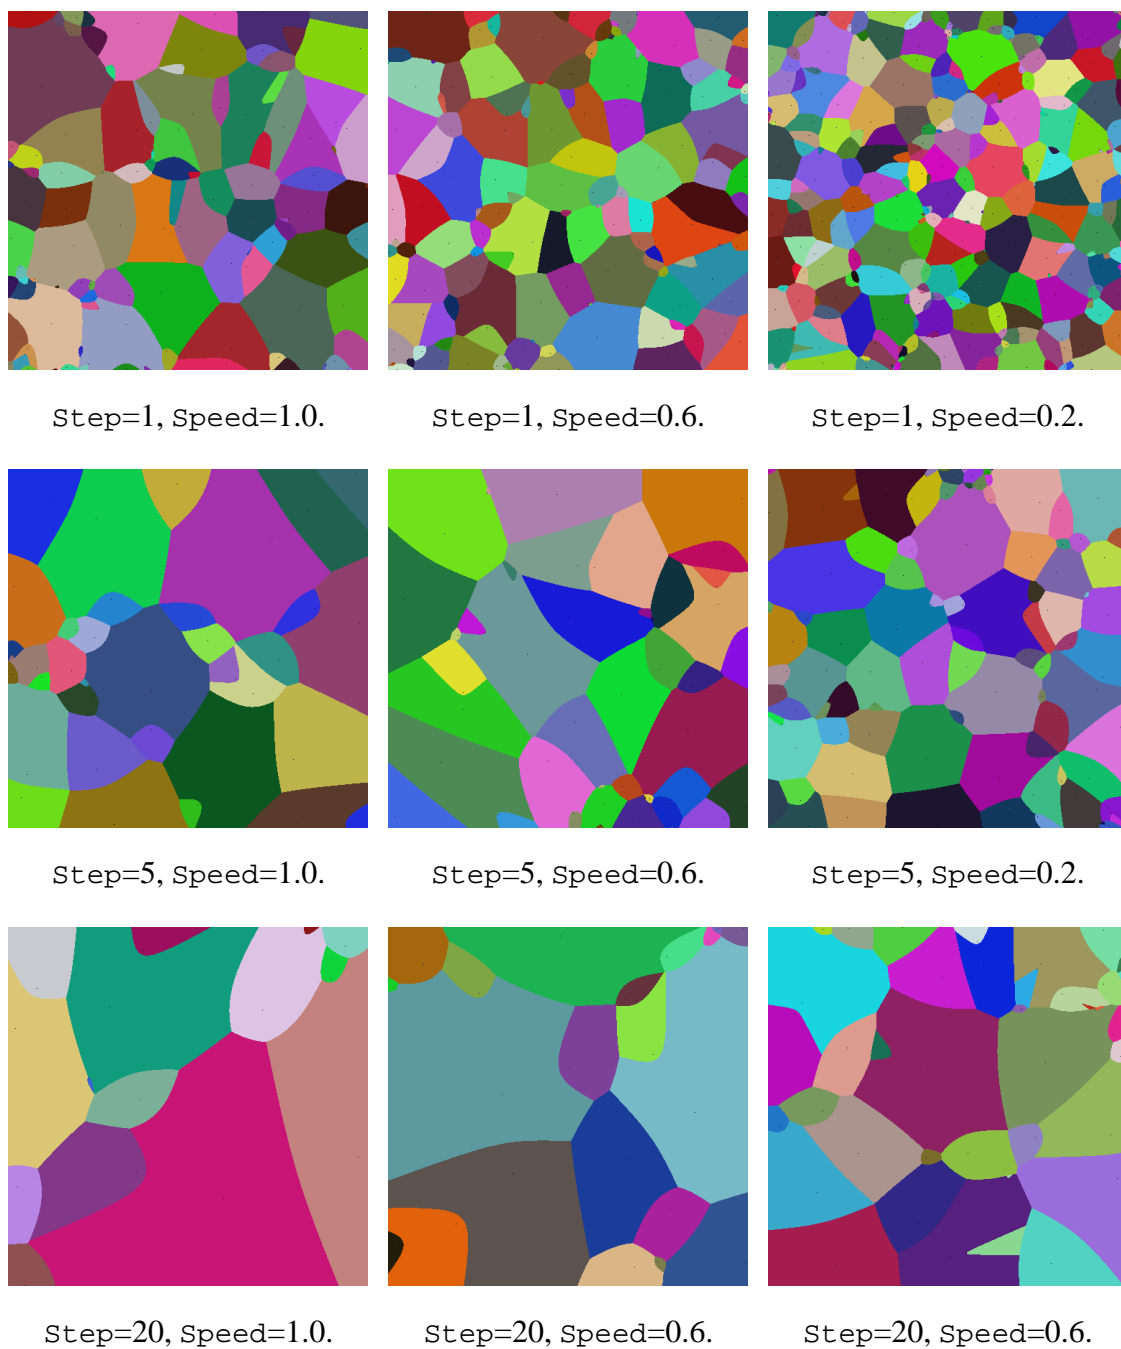 Step=1, Speed=1.0.
Step=1, Speed=0.6.
Step=1, Speed=0.2.
Step=5, Speed=1.0.
Step=5, Speed=0.6.
Step=5, Speed=0.2.
Step=20, Speed=1.0.
Step=20, Speed=0.6.
Step=20, Speed=0.6.